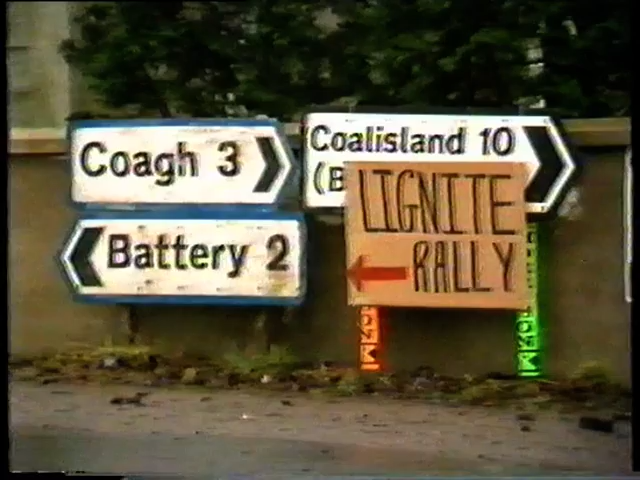 Coagh 3
Coalisland 10
(B
LIGNITE
RALLY
Battery 2